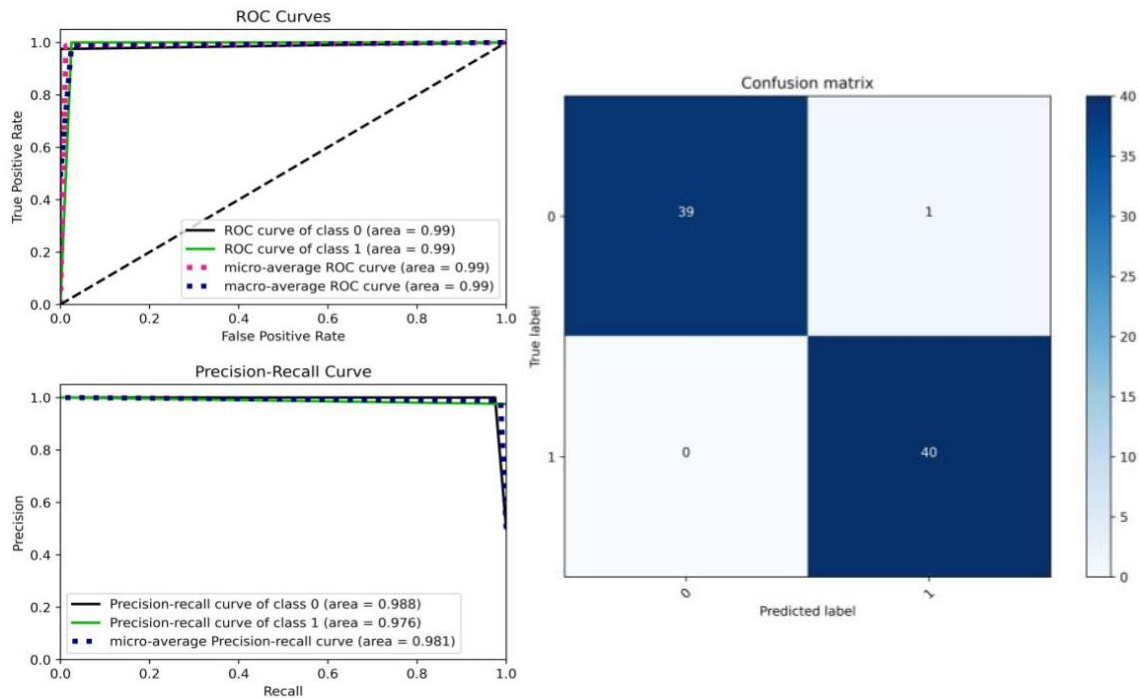 ROC Curves
1.0
0.8
0.6
0.4
0.2
0.0
True Positive Rate
ROC curve of class 0 (area = 0.99)
ROC curve of class 1 (area = 0.99)
micro-average ROC curve (area = 0.99)
macro-average ROC curve (area = 0.99)
0.0 0.2 0.4 0.6 0.8 1.0
False Positive Rate
Precision-Recall Curve
1.0
0.8
0.6
0.4
0.2
0.0
Precision
Precision-recall curve of class 0 (area = 0.988)
Precision-recall curve of class 1 (area = 0.976)
micro-average Precision-recall curve (area = 0.981)
0.0 0.2 0.4 0.6 0.8 1.0
Recall
Confusion matrix
True label
0
39 1
1
0 40
0 1
Predicted label
40
35
30
25
20
15
10
5
0